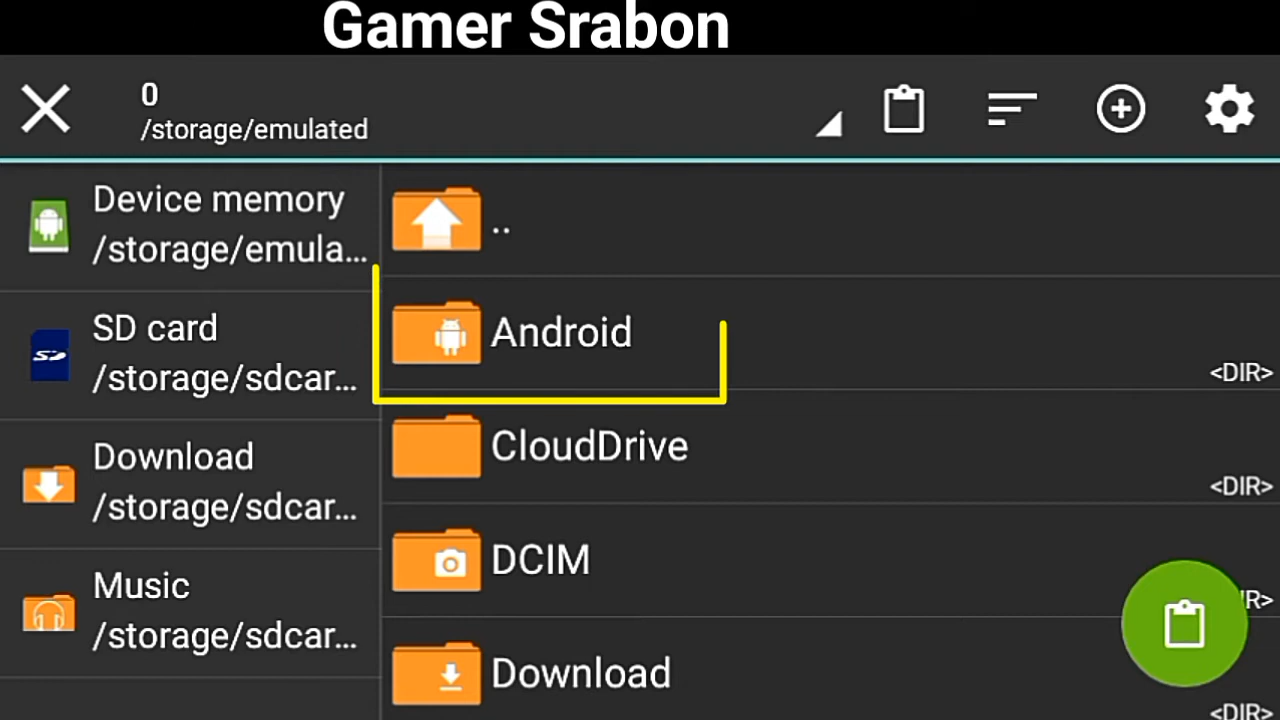 Gamer Srabon
0
/storage/emulated
Device memory
/storage/emula...
SD card
/storage/sdcar...
Download
/storage/sdcar...
Music
/storage/sdcar...
..
Android
<DIR>
CloudDrive
<DIR>
DCIM
IR>
Download
<DIR>